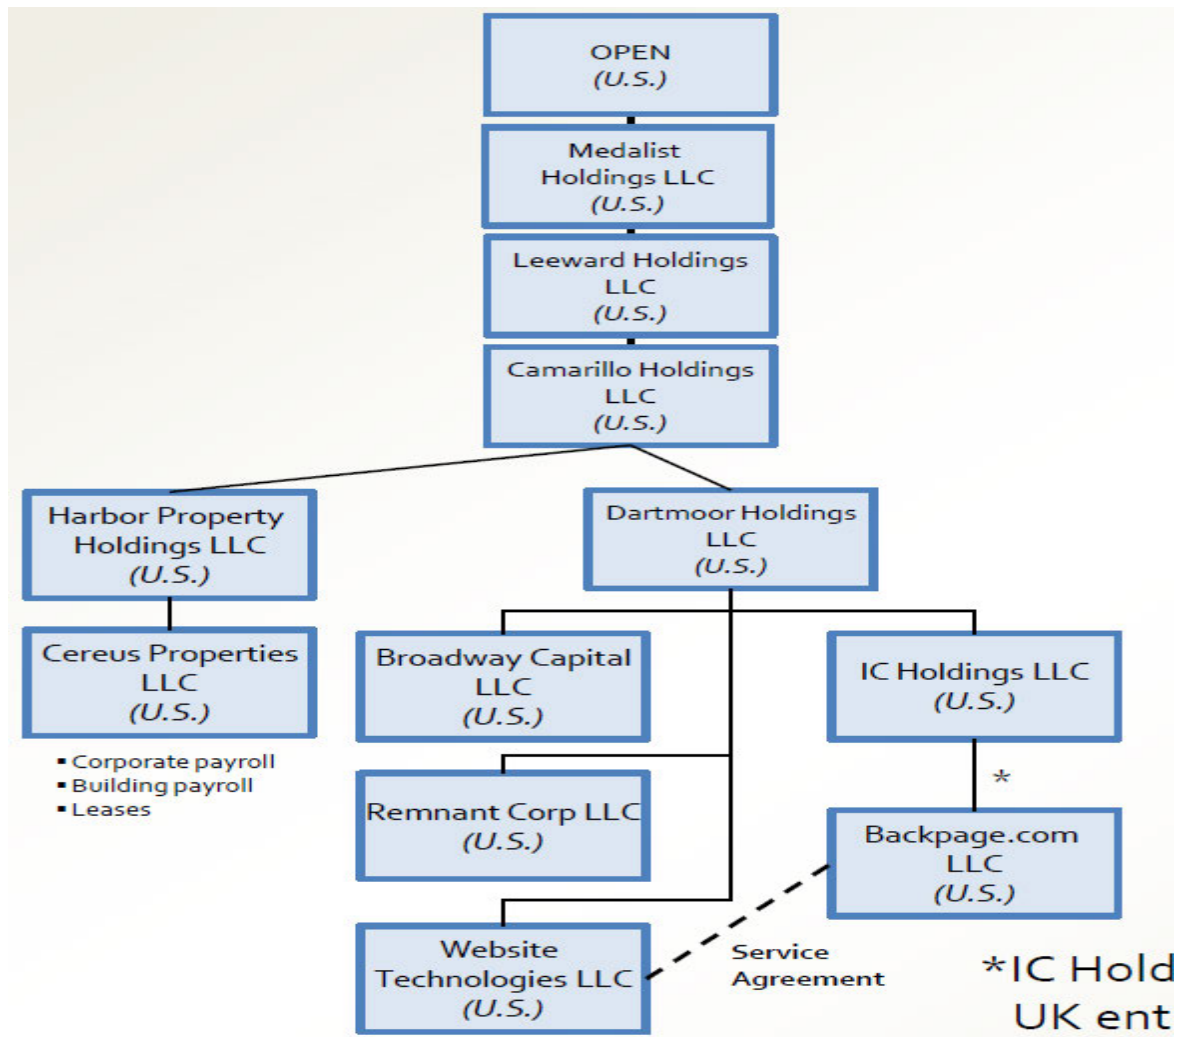 OPEN
(U.S.)
Medalist
Holdings LLC
(U.S.)
Leeward Holdings
LLC
(U.S.)
Camarillo Holdings
LLC
(U.S.)
Harbor Property
Holdings LLC
(U.S.)
Dartmoor Holdings
LLC
(U.S.)
Cereus Properties
LLC
(U.S.)
▪ Corporate payroll
▪ Building payroll
▪ Leases
Broadway Capital
LLC
(U.S.)
IC Holdings LLC
(U.S.)
*
Remnant Corp LLC
(U.S.)
Backpage.com
LLC
(U.S.)
Website
Technologies LLC
(U.S.)
Service
Agreement
*IC Hold
UK ent